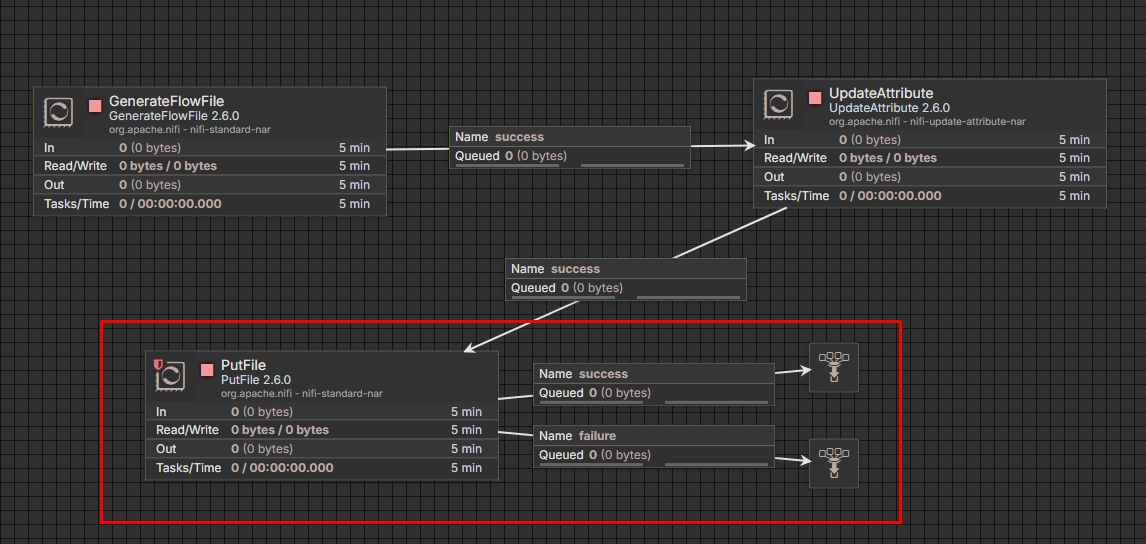 GenerateFlowFile
GenerateFlowFile 2.6.0
org.apache.nifi - nifi-standard-nar
In 0 (0 bytes) 5 min
Read/Write 0 bytes / 0 bytes 5 min
Out 0 (0 bytes) 5 min
Tasks/Time 0 / 00:00:00.000 5 min
Name success
Queued 0 (0 bytes)
UpdateAttribute
UpdateAttribute 2.6.0
org.apache.nifi - nifi-update-attribute-nar
In 0 (0 bytes) 5 min
Read/Write 0 bytes / 0 bytes 5 min
Out 0 (0 bytes) 5 min
Tasks/Time 0 / 00:00:00.000 5 min
Name success
Queued 0 (0 bytes)
PutFile
PutFile 2.6.0
org.apache.nifi - nifi-standard-nar
In 0 (0 bytes) 5 min
Read/Write 0 bytes / 0 bytes 5 min
Out 0 (0 bytes) 5 min
Tasks/Time 0 / 00:00:00.000 5 min
Name success
Queued 0 (0 bytes)
Name failure
Queued 0 (0 bytes)